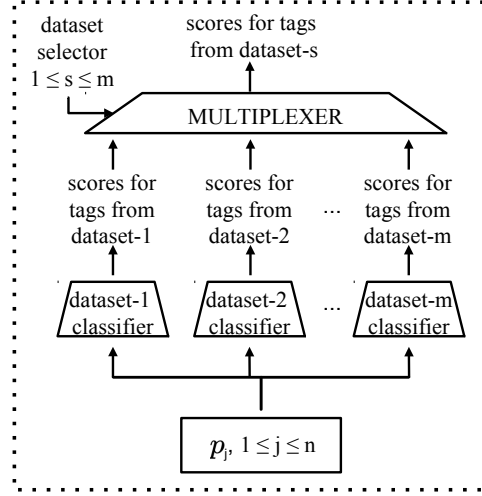 dataset
selector
1 ≤ s ≤ m
scores for tags
from dataset-s
MULTIPLEXER
scores for
tags from
dataset-1
scores for
tags from
dataset-2
...
scores for
tags from
dataset-m
dataset-1
classifier
dataset-2
classifier
...
dataset-m
classifier
p_j, 1 ≤ j ≤ n